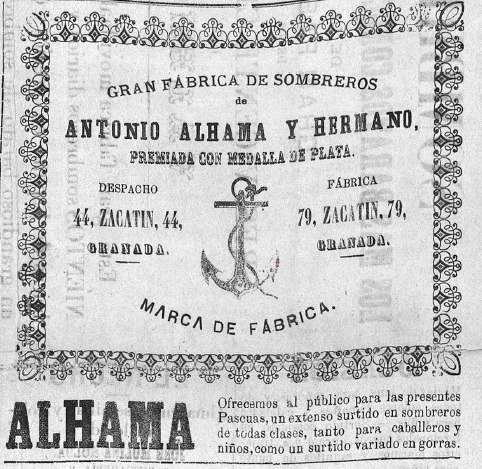 GRAN FÁBRICA DE SOMBREROS
de
ANTONIO ALHAMA Y HERMANO,
PREMIADA CON MEDALLA DE PLATA.
DESPACHO
44, ZACATIN, 44,
GRANADA.
FÁBRICA
79, ZACATIN, 79,
GRANADA.
MARCA DE FÁBRICA.
ALHAMA
Ofrecemos al público para las presentes
Pascuas, un extenso surtido en sombreros
de todas clases, tanto para caballeros y
niños, como un surtido variado en gorras.